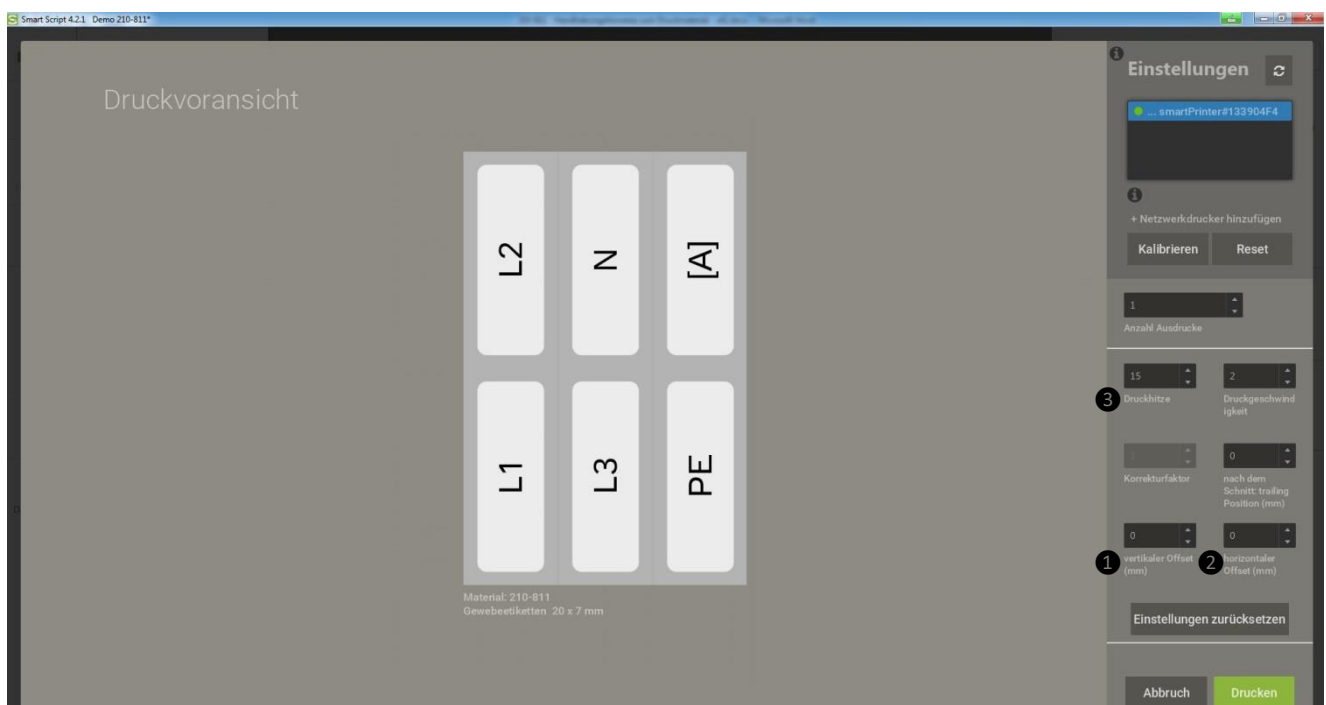 Smart Script 4.2.1 Demo 210-811*
Druckvoransicht
L2
N
[A]
L1
L3
PE
Material: 210-811
Gewebeetiketten 20 x 7 mm
Einstellungen
... smartPrinter#133904F4
+ Netzwerkdrucker hinzufügen
Kalibrieren Reset
1
Anzahl Ausdrucke
15 2
3 Druckhitze
Druckgeschwind
igkeit
1 0
Korrekturfaktor
nach dem
Schnitt: trailing
Position (mm)
0 0
1 vertikaler Offset
(mm)
2 horizontaler
Offset (mm)
Einstellungen zurücksetzen
Abbruch Drucken